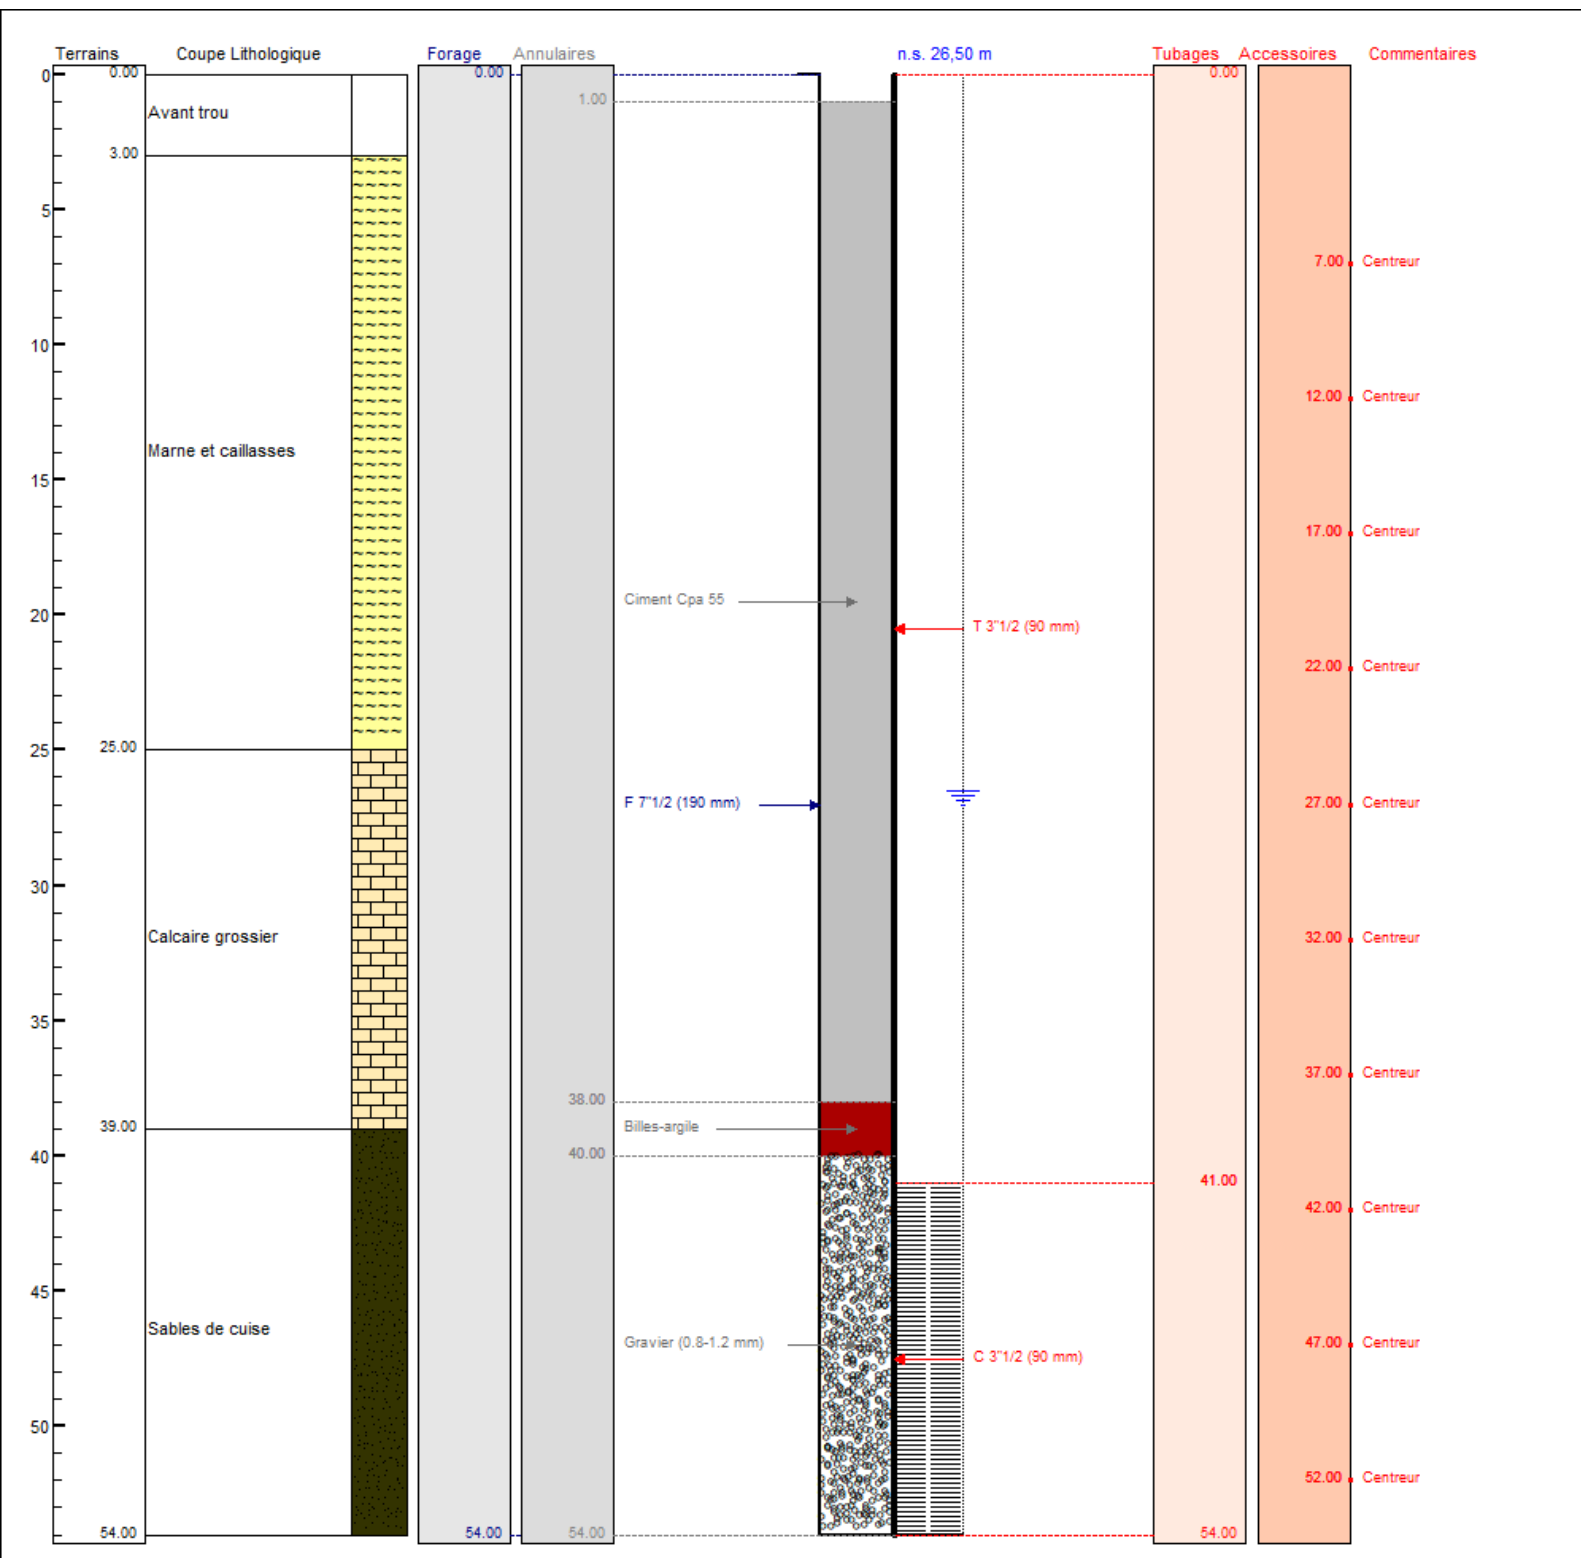 Terrains Coupe Lithologique Forage Annulaires n.s. 26,50 m Tubages Accessoires Commentaires
0 0.00 0.00 0.00
1.00
Avant trou
3.00
5
7.00 Centreur
10
12.00 Centreur
Marne et caillasses
15
17.00 Centreur
Ciment Cpa 55
20
T 3"1/2 (90 mm)
22.00 Centreur
25 25.00
F 7"1/2 (190 mm) 27.00 Centreur
30
Calcaire grossier 32.00 Centreur
35
37.00 Centreur
38.00
39.00 Billes-argile
40 40.00
41.00
42.00 Centreur
45
Sables de cuise
Gravier (0.8-1.2 mm) 47.00 Centreur
C 3"1/2 (90 mm)
50
52.00 Centreur
54.00 54.00 54.00 54.00